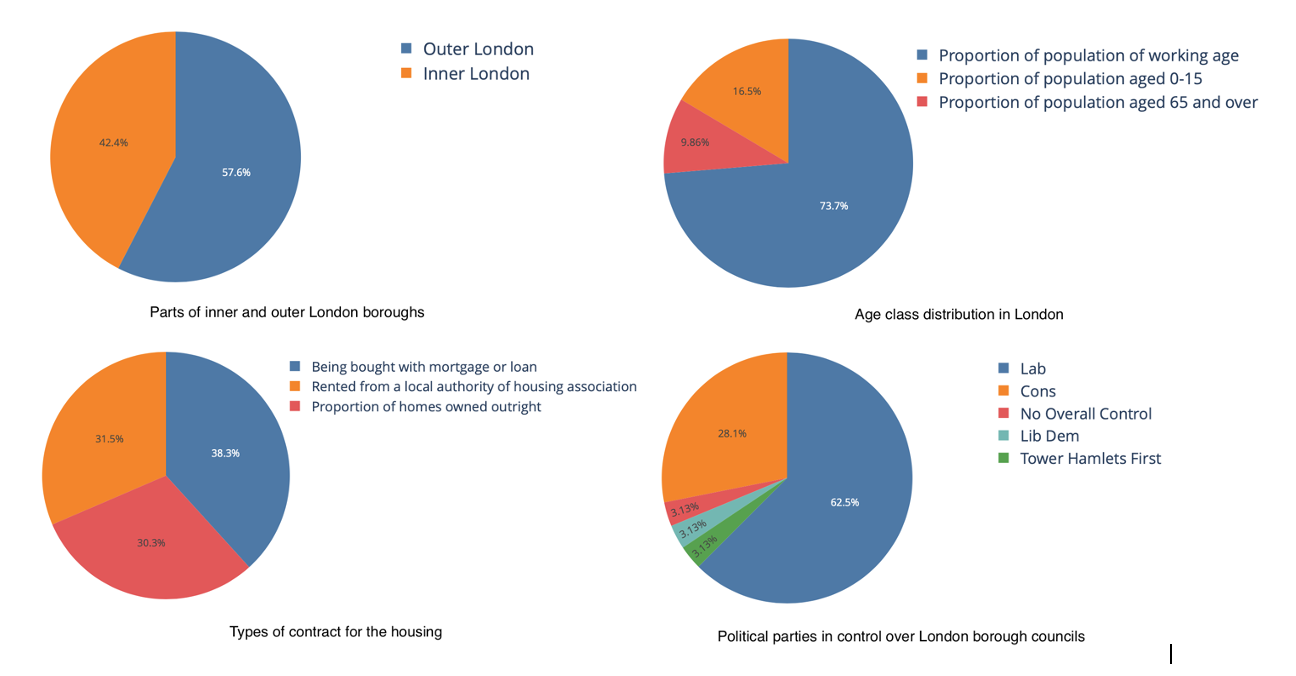 Outer London
Inner London
42.4%
57.6%
Parts of inner and outer London boroughs
Proportion of population of working age
Proportion of population aged 0-15
Proportion of population aged 65 and over
16.5%
9.86%
73.7%
Age class distribution in London
Being bought with mortgage or loan
Rented from a local authority of housing association
Proportion of homes owned outright
31.5%
38.3%
30.3%
Types of contract for the housing
Lab
Cons
No Overall Control
Lib Dem
Tower Hamlets First
28.1%
62.5%
3.13%
3.13%
3.13%
Political parties in control over London borough councils